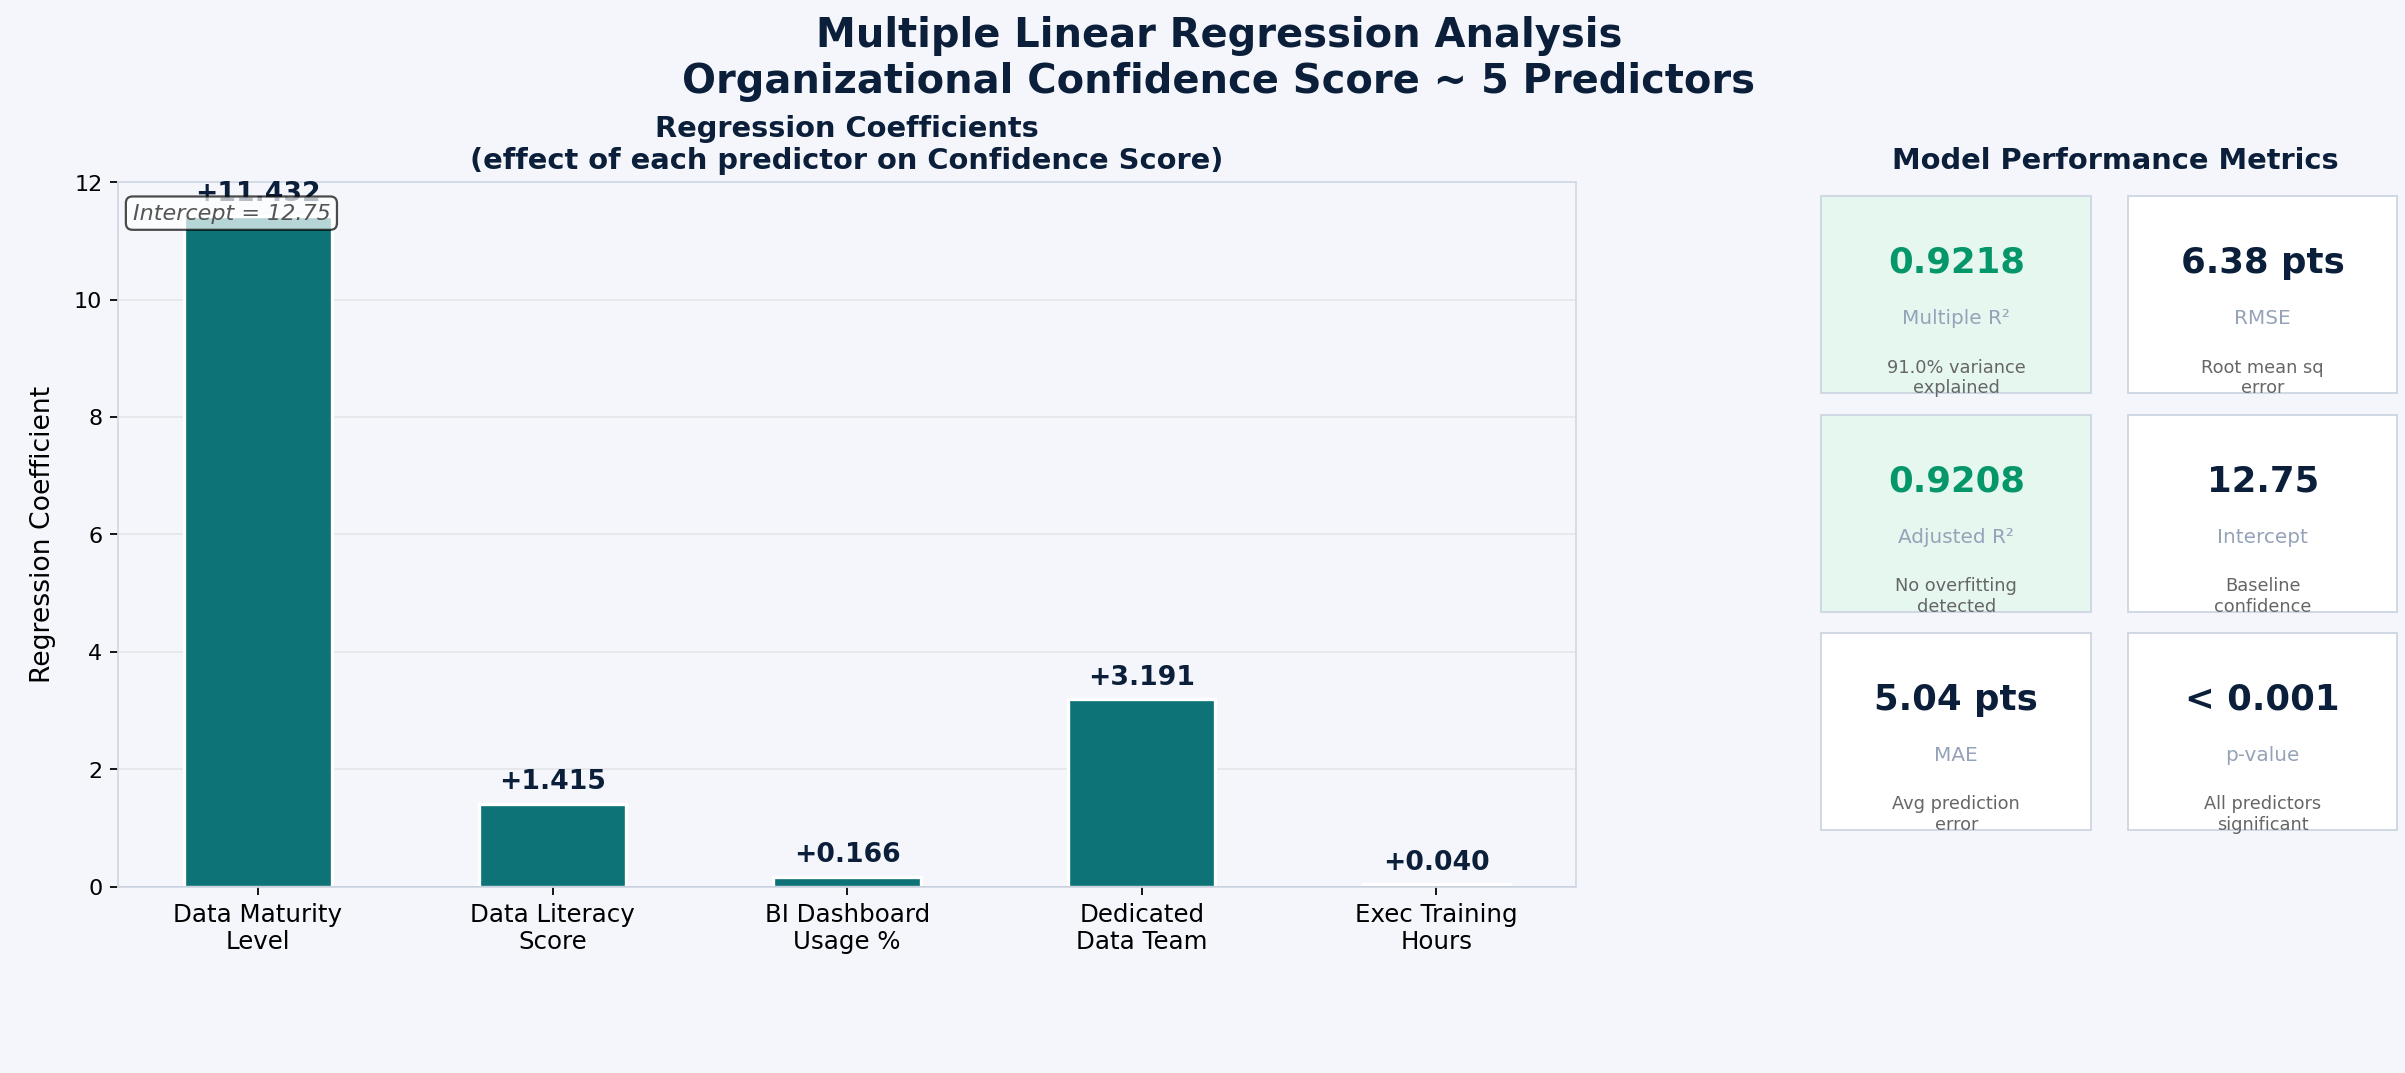 Multiple Linear Regression Analysis
Organizational Confidence Score ~ 5 Predictors
Regression Coefficients
(effect of each predictor on Confidence Score)
Regression Coefficient
12
10
8
6
4
2
0
+11.432
Intercept = 12.75
+1.415
+0.166
+3.191
+0.040
Data Maturity
Level
Data Literacy
Score
BI Dashboard
Usage %
Dedicated
Data Team
Exec Training
Hours
Model Performance Metrics
0.9218
Multiple R²
91.0% variance
explained
6.38 pts
RMSE
Root mean sq
error
0.9208
Adjusted R²
No overfitting
detected
12.75
Intercept
Baseline
confidence
5.04 pts
MAE
Avg prediction
error
< 0.001
p-value
All predictors
significant